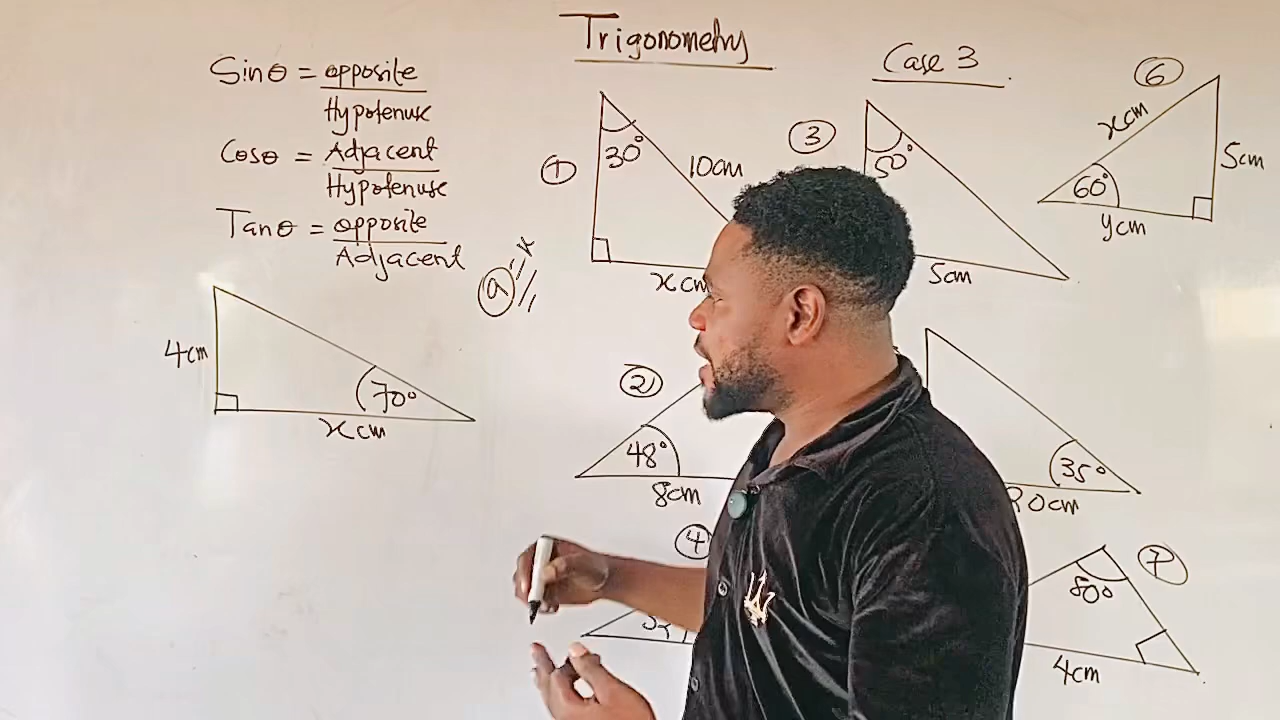 Trigonometry
Case 3
Sinθ = opposite
Hypotenuse
Cosθ = Adjacent
Hypotenuse
Tanθ = opposite
Adjacent
4cm
70°
xcm
a
1
30°
10cm
xcm
3
50°
5cm
6
xcm
60°
5cm
ycm
2
48°
8cm
35°
20cm
4
7
80°
4cm